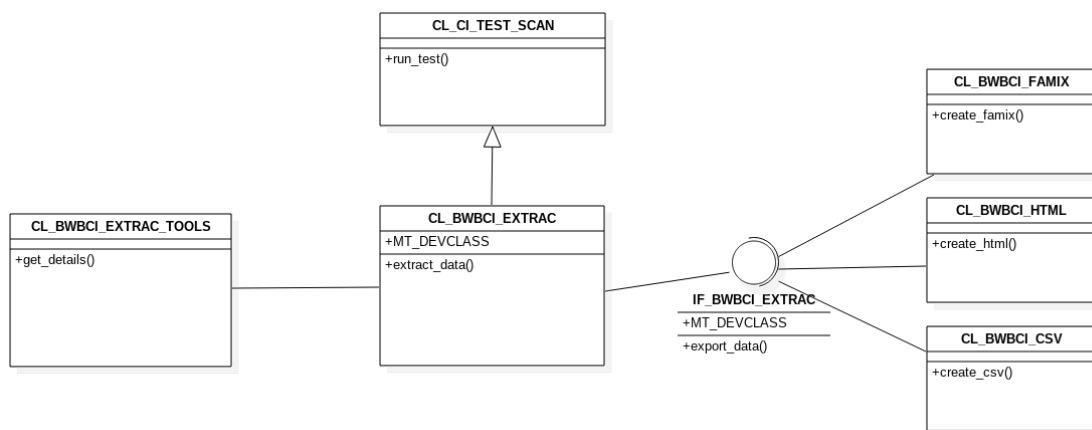 CL_CI_TEST_SCAN
+run_test()
CL_BWBCI_FAMIX
+create_famix()
CL_BWBCI_EXTRAC_TOOLS
+get_details()
CL_BWBCI_EXTRAC
+MT_DEVCLASS
+extract_data()
CL_BWBCI_HTML
+create_html()
IF_BWBCI_EXTRAC
+MT_DEVCLASS
+export_data()
CL_BWBCI_CSV
+create_csv()